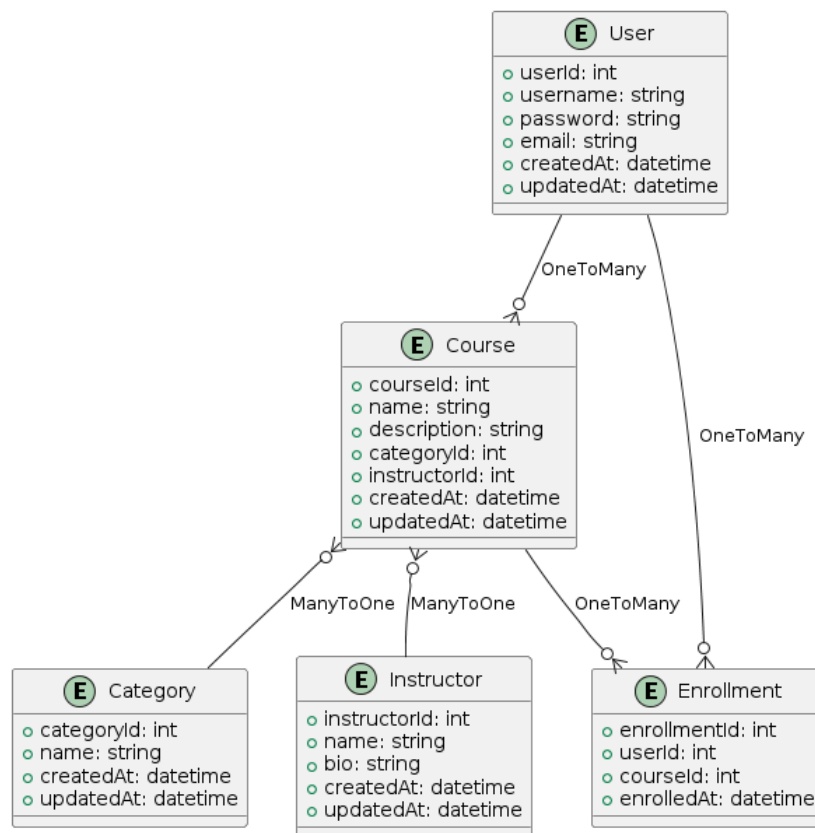 E User
userId: int
username: string
password: string
email: string
createdAt: datetime
updatedAt: datetime
OneToMany
E Course
courseId: int
name: string
description: string
categoryId: int
instructorId: int
createdAt: datetime
updatedAt: datetime
OneToMany
ManyToOne
ManyToOne
OneToMany
E Category
categoryId: int
name: string
createdAt: datetime
updatedAt: datetime
E Instructor
instructorId: int
name: string
bio: string
createdAt: datetime
updatedAt: datetime
E Enrollment
enrollmentId: int
userId: int
courseId: int
enrolledAt: datetime